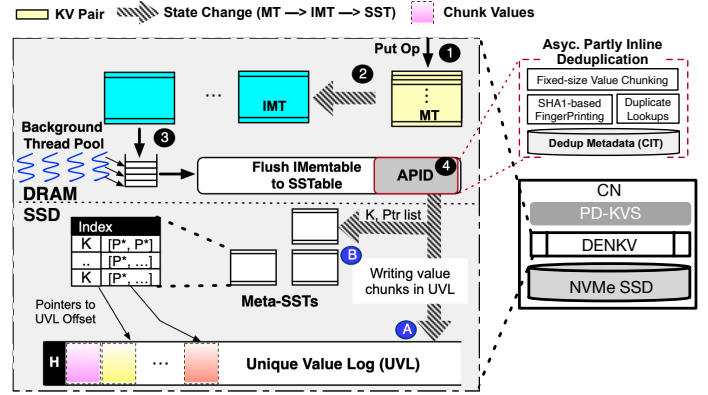 KV Pair
State Change (MT —> IMT —> SST)
Chunk Values
Put Op
1
2
Asyc. Partly Inline
Deduplication
Fixed-size Value Chunking
SHA1-based
FingerPrinting
Duplicate
Lookups
Dedup Metadata (CIT)
...
IMT
⋮
MT
Background
Thread Pool
3
4
Flush IMemtable
to SSTable
APID
DRAM
SSD
CN
PD-KVS
DENKV
NVMe SSD
Index
K [P*, P*]
.. [P*, ...]
K [P*, ...]
K, Ptr list
B
Meta-SSTs
Writing value
chunks in UVL
Pointers to
UVL Offset
A
H
...
Unique Value Log (UVL)